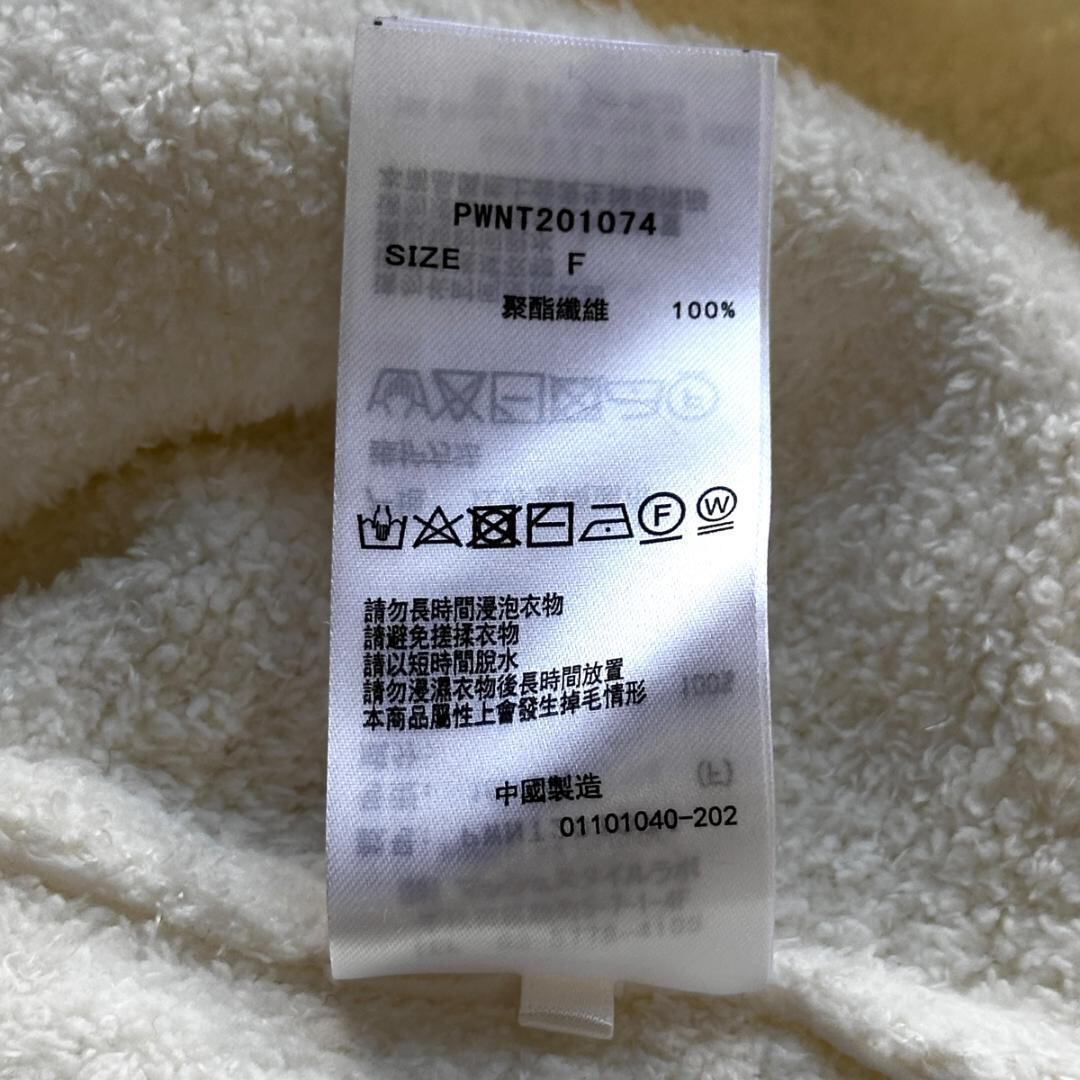 PWNT201074
SIZE F
聚酯纖維 100%
F W
請勿長時間浸泡衣物
請避免搓揉衣物
請以短時間脫水
請勿浸濕衣物後長時間放置
本商品屬性上會發生掉毛情形
中國製造
01101040-202